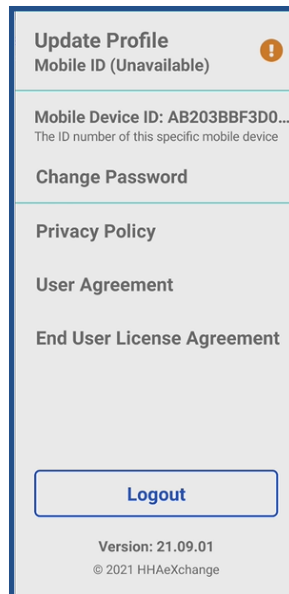 Update Profile
!
Mobile ID (Unavailable)
Mobile Device ID: AB203BBF3D0...
The ID number of this specific mobile device
Change Password
Privacy Policy
User Agreement
End User License Agreement
Logout
Version: 21.09.01
© 2021 HHAeXchange